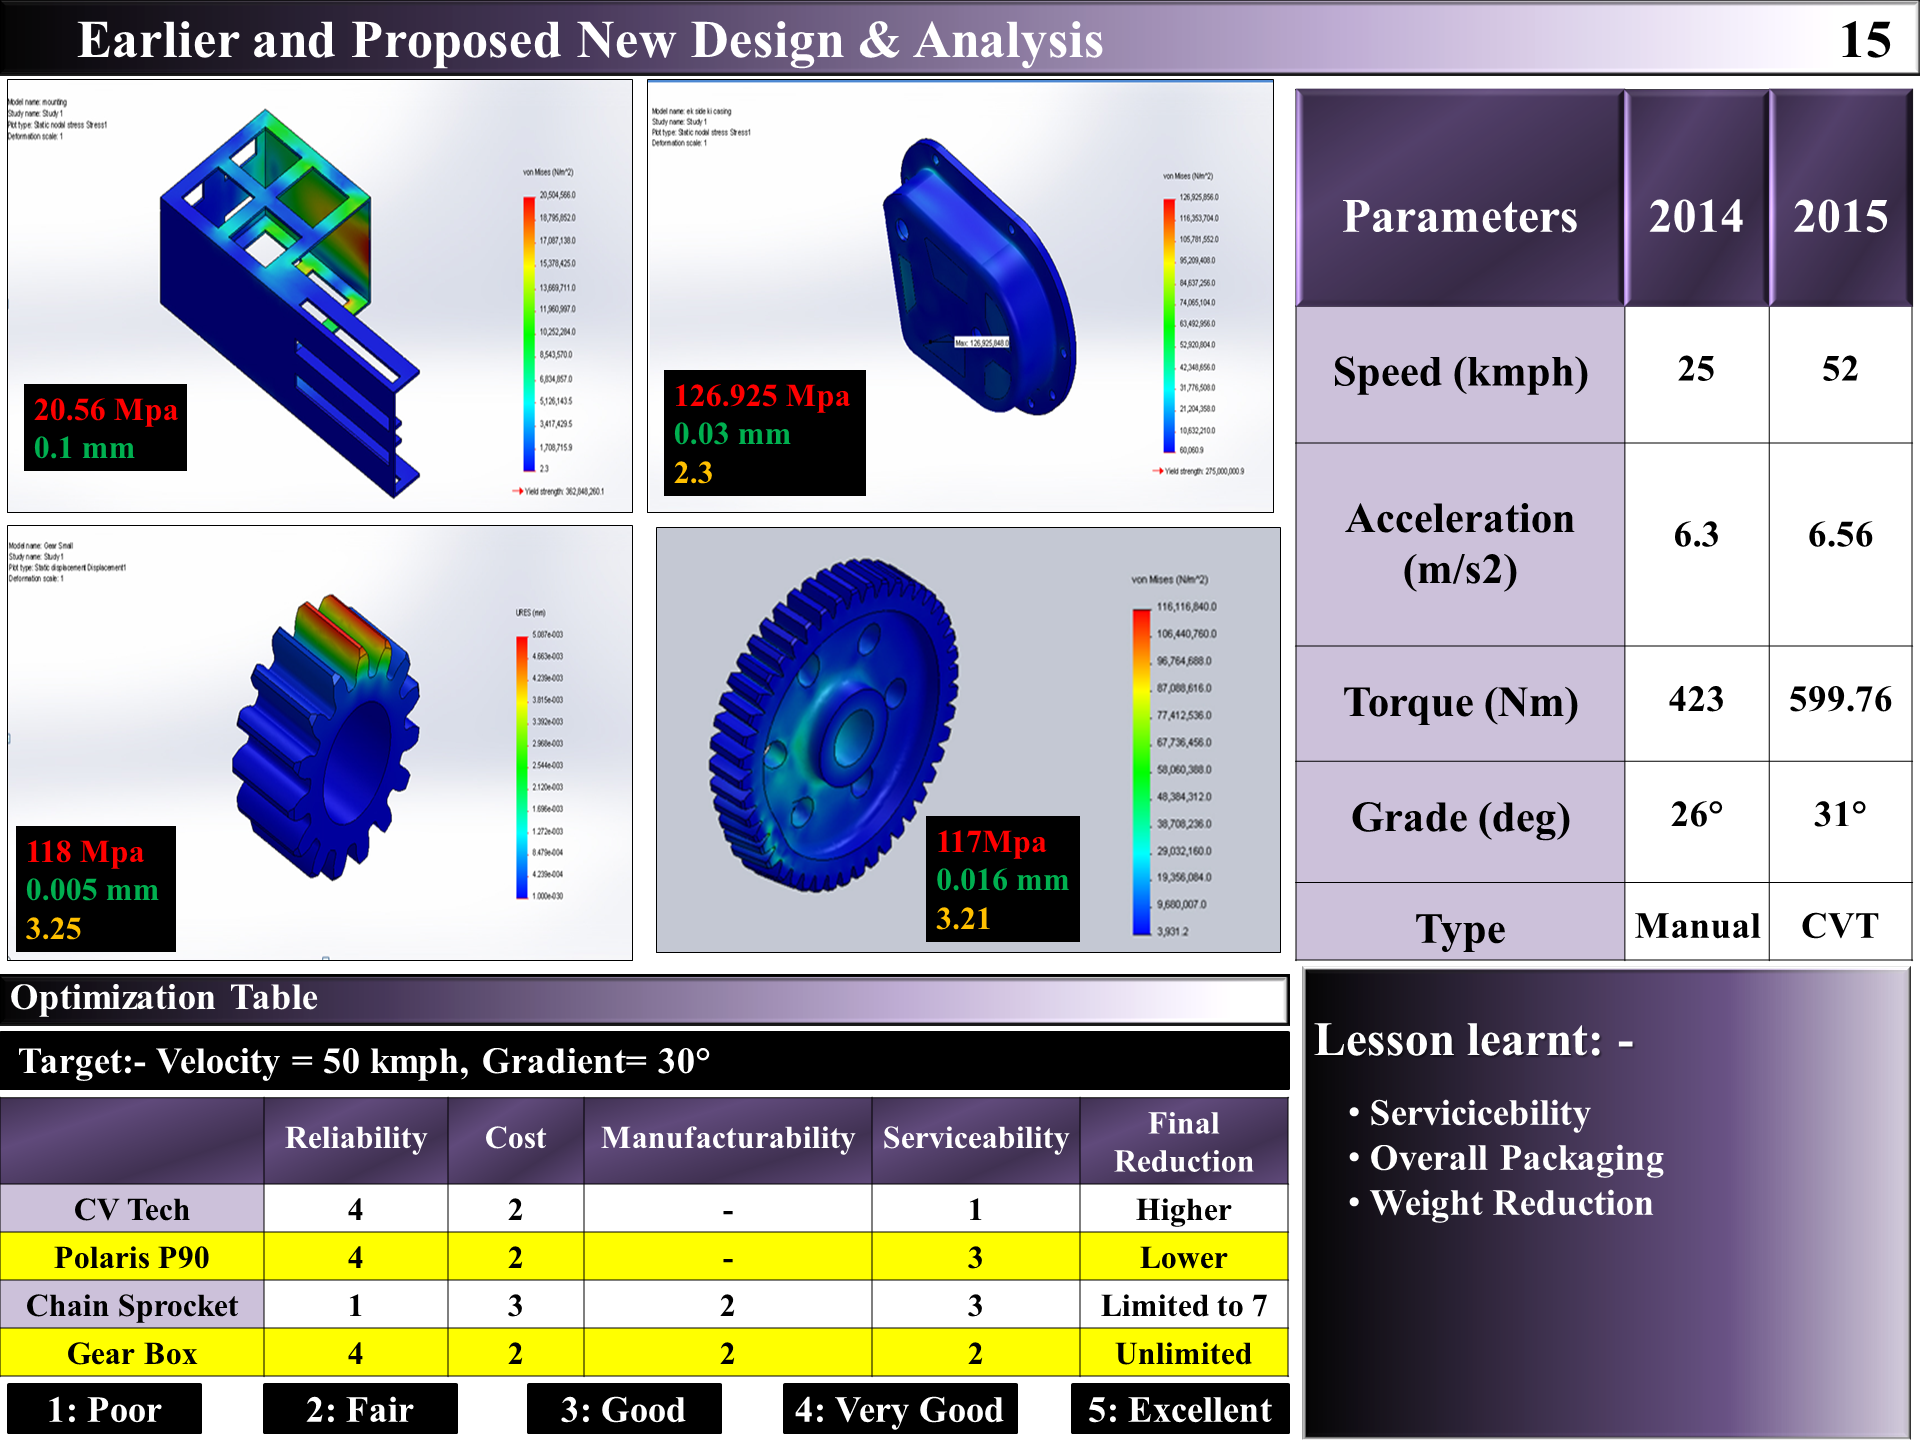 Earlier and Proposed New Design & Analysis
15
Model name: mounting
Study name: Study 1
Plot type: Static nodal stress Stress1
Deformation scale: 1
von Mises (N/m^2)
20,504,566.0
18,795,852.0
17,087,138.0
15,378,425.0
13,669,711.0
11,960,997.0
10,252,284.0
8,543,570.0
6,834,857.0
5,126,143.5
3,417,429.5
1,708,715.9
2.3
Yield strength: 362,848,260.1
20.56 Mpa
0.1 mm
Model name: ek side ki casing
Study name: Study 1
Plot type: Static nodal stress Stress1
Deformation scale: 1
von Mises (N/m^2)
126,925,856.0
116,353,704.0
105,781,552.0
95,209,408.0
84,637,256.0
74,065,104.0
63,492,956.0
52,920,804.0
42,348,656.0
31,776,508.0
21,204,358.0
10,632,210.0
60,060.9
Yield strength: 275,000,000.9
Max: 126,925,848.0
126.925 Mpa
0.03 mm
2.3
Model name: Gear Small
Study name: Study 1
Plot type: Static displacement Displacement1
Deformation scale: 1
URES (mm)
5.087e-003
4.663e-003
4.239e-003
3.815e-003
3.392e-003
2.968e-003
2.544e-003
2.120e-003
1.696e-003
1.272e-003
8.479e-004
4.239e-004
1.000e-030
118 Mpa
0.005 mm
3.25
von Mises (N/m^2)
116,116,840.0
106,440,760.0
96,764,688.0
87,088,616.0
77,412,536.0
67,736,456.0
58,060,388.0
48,384,312.0
38,708,236.0
29,032,160.0
19,356,084.0
9,680,007.0
3,931.2
117Mpa
0.016 mm
3.21
Parameters 2014 2015
Speed (kmph) 25 52
Acceleration
(m/s2) 6.3 6.56
Torque (Nm) 423 599.76
Grade (deg) 26° 31°
Type Manual CVT
Optimization Table
Target:- Velocity = 50 kmph, Gradient= 30°
Reliability Cost Manufacturability Serviceability Final
Reduction
CV Tech 4 2 - 1 Higher
Polaris P90 4 2 - 3 Lower
Chain Sprocket 1 3 2 3 Limited to 7
Gear Box 4 2 2 2 Unlimited
1: Poor 2: Fair 3: Good 4: Very Good 5: Excellent
Lesson learnt: -
• Servicicebility
• Overall Packaging
• Weight Reduction